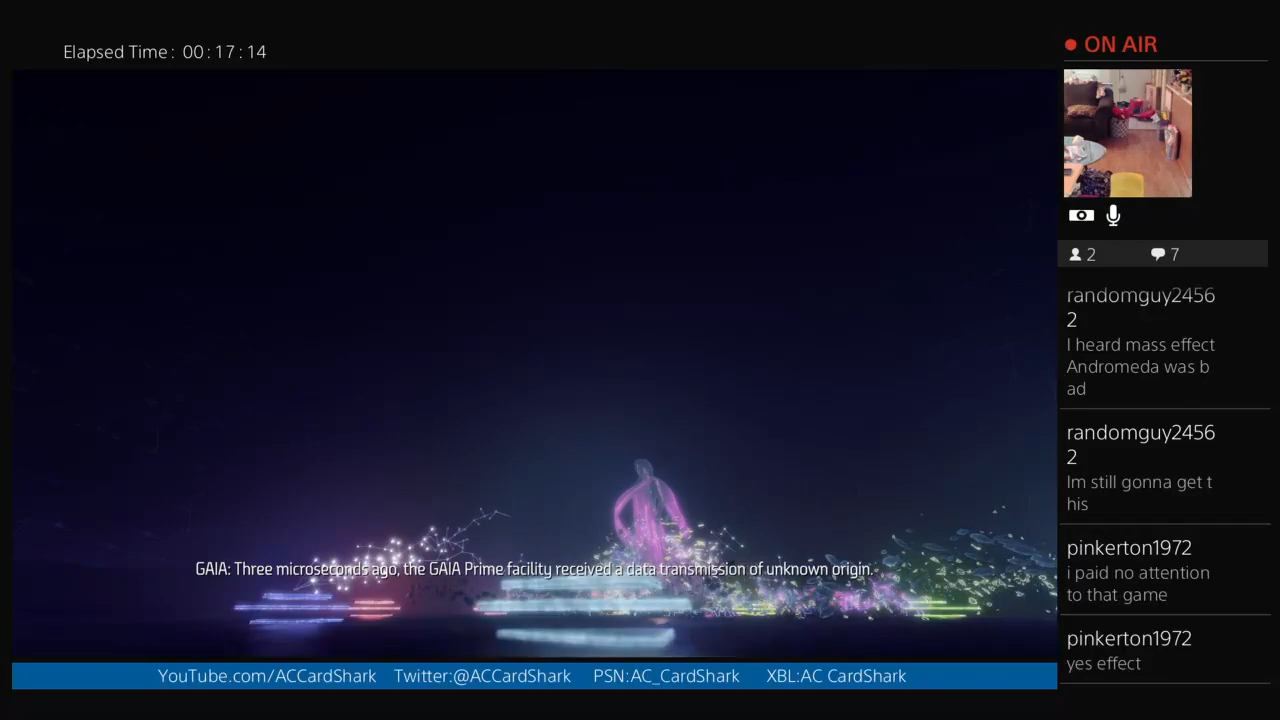 Elapsed Time: 00:17:14
ON AIR
2
7
randomguy2456
2
I heard mass effect
Andromeda was b
ad
randomguy2456
2
Im still gonna get t
his
pinkerton1972
i paid no attention
to that game
pinkerton1972
yes effect
GAIA: Three microseconds ago, the GAIA Prime facility received a data transmission of unknown origin.
YouTube.com/ACCardShark Twitter:@ACCardShark PSN:AC_CardShark XBL:AC CardShark